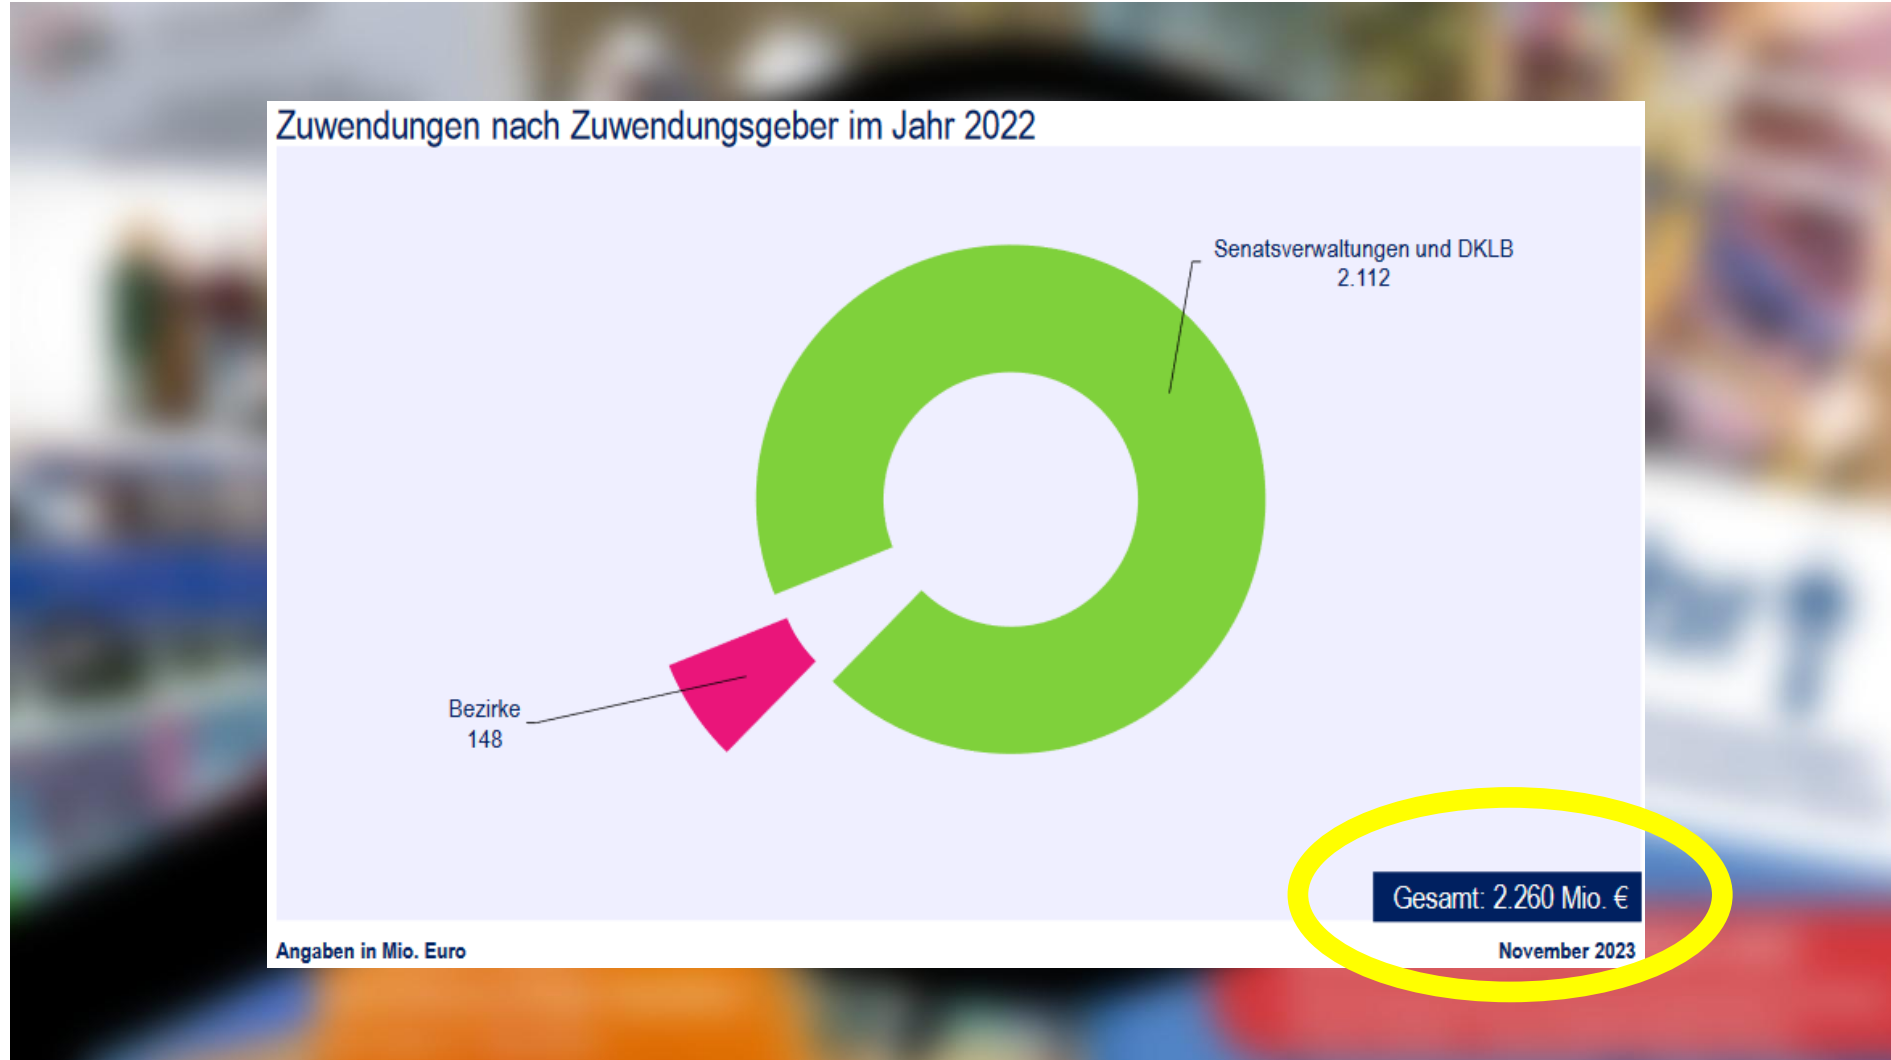 Zuwendungen nach Zuwendungsgeber im Jahr 2022
Senatsverwaltungen und DKLB
2.112
Bezirke
148
Gesamt: 2.260 Mio. €
Angaben in Mio. Euro
November 2023